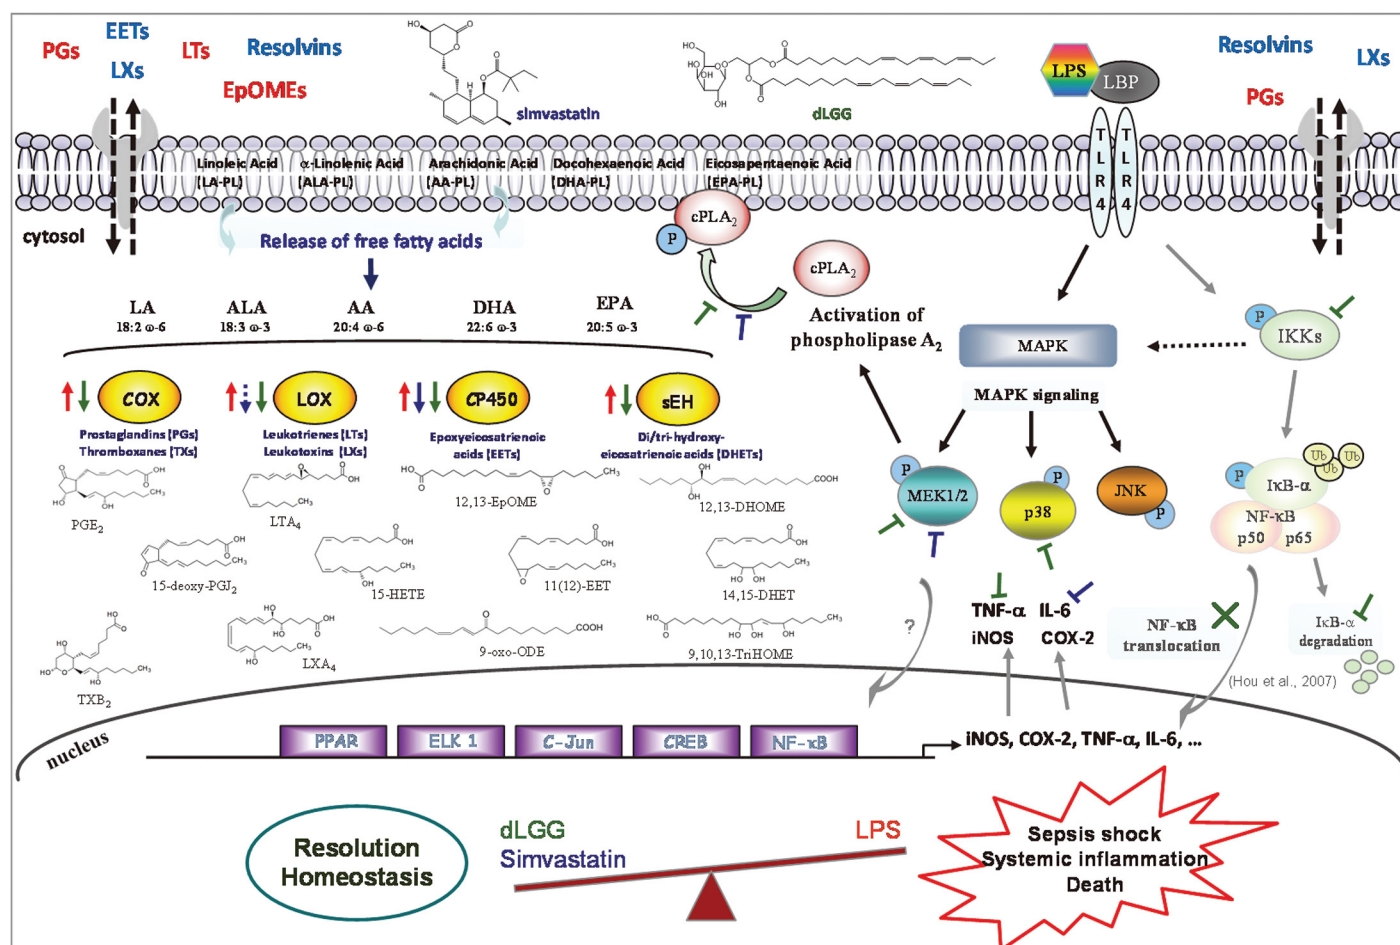 PGs
EETs
LXs
LTs
Resolvins
EpOMEs
simvastatin
dLGG
LPS
LBP
Resolvins
LXs
PGs
Linoleic Acid
(LA-PL)
α-Linolenic Acid
(ALA-PL)
Arachidonic Acid
(AA-PL)
Docohexaenoic Acid
(DHA-PL)
Eicosapentaenoic Acid
(EPA-PL)
TLR4
TLR4
cytosol
Release of free fatty acids
P
cPLA2
cPLA2
Activation of
phospholipase A2
LA
18:2 ω-6
ALA
18:3 ω-3
AA
20:4 ω-6
DHA
22:6 ω-3
EPA
20:5 ω-3
MAPK
MAPK signaling
P
IKKs
COX
LOX
CP450
sEH
Prostaglandins (PGs)
Thromboxanes (TXs)
Leukotrienes (LTs)
Leukotoxins (LXs)
Epoxyeicosatrienoic
acids (EETs)
Di/tri-hydroxy-
eicosatrienoic acids (DHETs)
O
OH
CH3
HO
OH
PGE2
LTA4
12,13-EpOME
COOH
12,13-DHOME
15-deoxy-PGJ2
15-HETE
11(12)-EET
14,15-DHET
TXB2
LXA4
9-oxo-ODE
9,10,13-TriHOME
P
MEK1/2
P
p38
JNK
P
P
IκB-α
Ub
Ub
Ub
NF-κB
p50
p65
?
TNF-α IL-6
iNOS COX-2
NF-κB
translocation
IκB-α
degradation
(Hou et al., 2007)
nucleus
PPAR
ELK 1
C-Jun
CREB
NF-κB
iNOS, COX-2, TNF-α, IL-6, ...
Resolution
Homeostasis
dLGG
Simvastatin
LPS
Sepsis shock
Systemic inflammation
Death